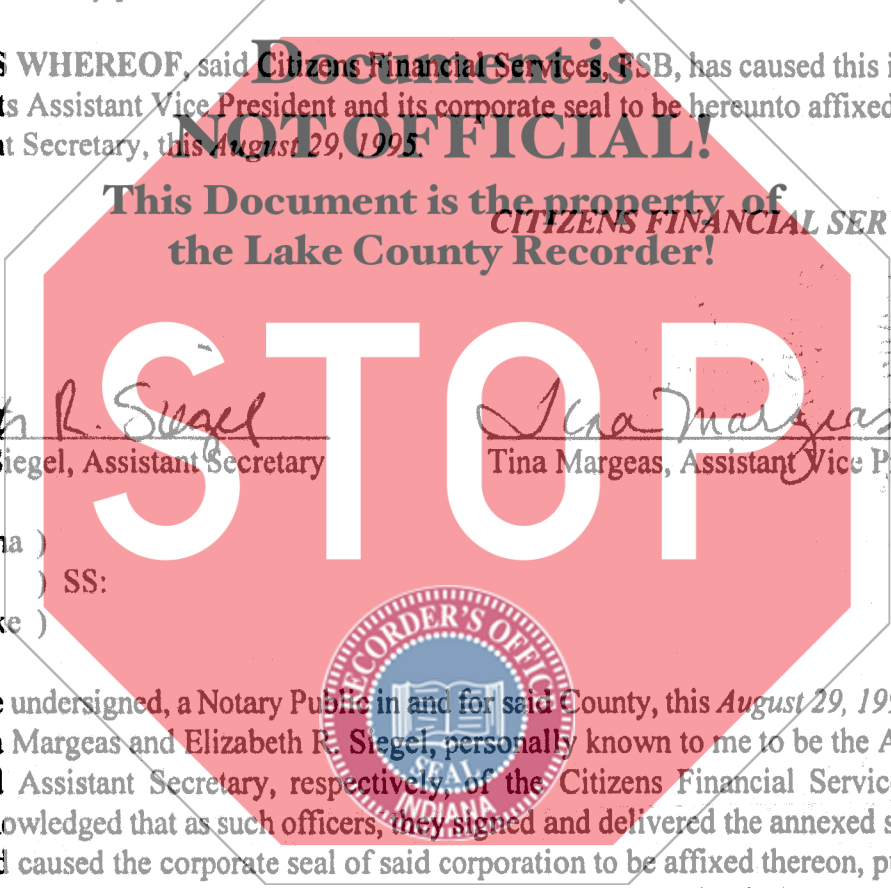 Document is
S WHEREOF, said Citizens Financial Services, FSB, has caused this i
ts Assistant Vice President and its corporate seal to be hereunto affixed
NOT OFFICIAL!
t Secretary, this August 29, 1995.
This Document is the property of
CITIZENS FINANCIAL SER
the Lake County Recorder!
STOP
R. Siegel
Tina Margeas
iegel, Assistant Secretary
Tina Margeas, Assistant Vice P
na )
) SS:
ke )
RECORDER'S OFFICE
e undersigned, a Notary Public in and for said County, this August 29, 19
Margeas and Elizabeth R. Siegel, personally known to me to be the A
d Assistant Secretary, respectively, of the Citizens Financial Servic
SEAL
INDIANA
owledged that as such officers, they signed and delivered the annexed s
d caused the corporate seal of said corporation to be affixed thereon, p